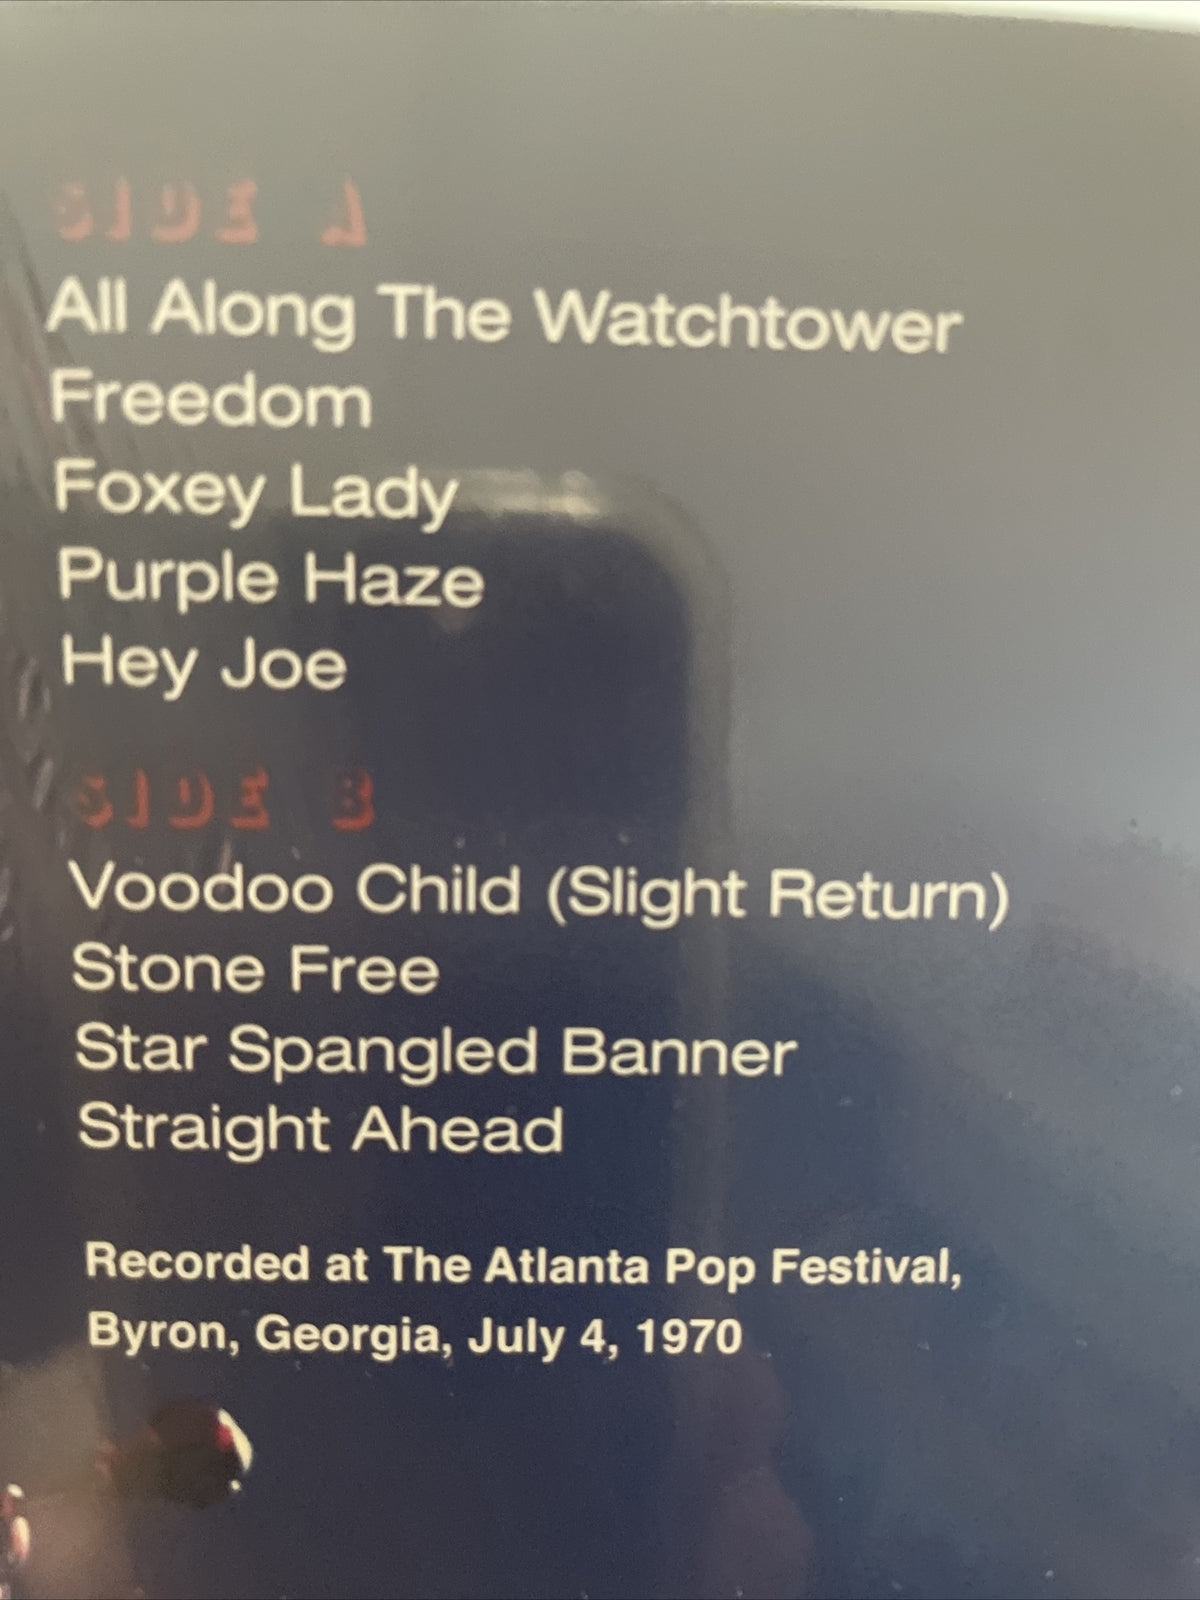 SIDE A
All Along The Watchtower
Freedom
Foxey Lady
Purple Haze
Hey Joe
SIDE B
Voodoo Child (Slight Return)
Stone Free
Star Spangled Banner
Straight Ahead
Recorded at The Atlanta Pop Festival,
Byron, Georgia, July 4, 1970